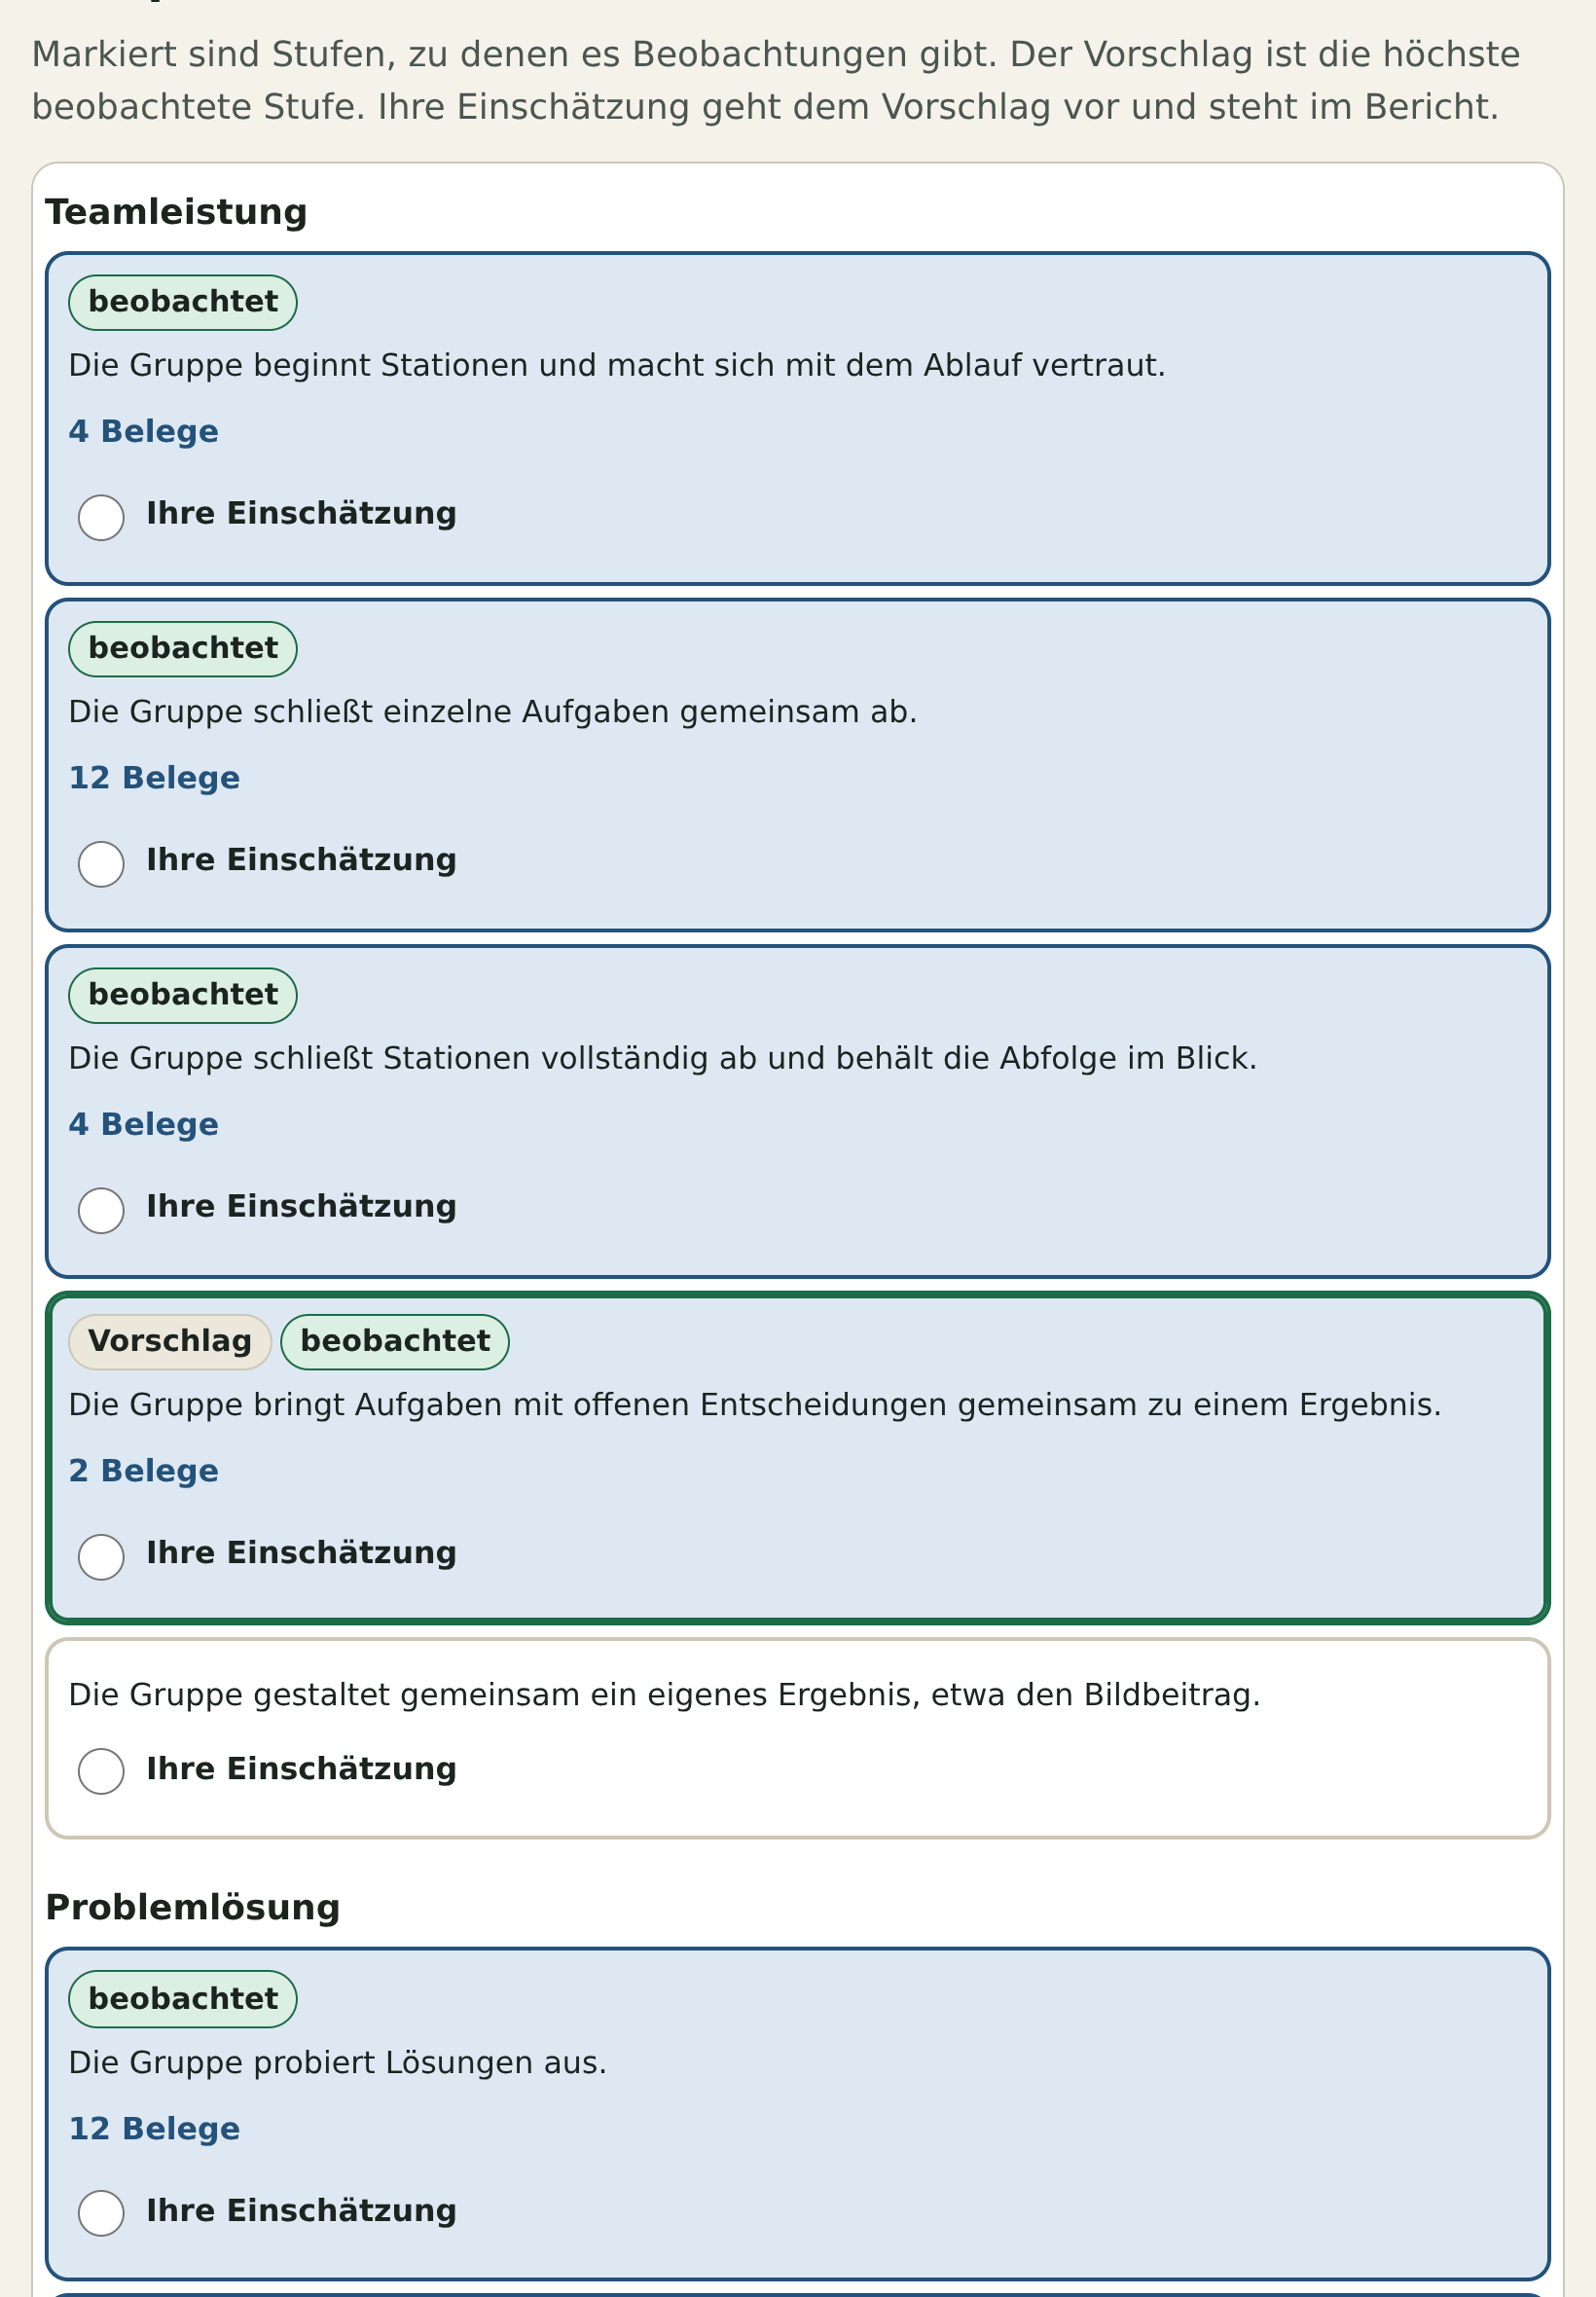 Markiert sind Stufen, zu denen es Beobachtungen gibt. Der Vorschlag ist die höchste
beobachtete Stufe. Ihre Einschätzung geht dem Vorschlag vor und steht im Bericht.
Teamleistung
beobachtet
Die Gruppe beginnt Stationen und macht sich mit dem Ablauf vertraut.
4 Belege
Ihre Einschätzung
beobachtet
Die Gruppe schließt einzelne Aufgaben gemeinsam ab.
12 Belege
Ihre Einschätzung
beobachtet
Die Gruppe schließt Stationen vollständig ab und behält die Abfolge im Blick.
4 Belege
Ihre Einschätzung
Vorschlag beobachtet
Die Gruppe bringt Aufgaben mit offenen Entscheidungen gemeinsam zu einem Ergebnis.
2 Belege
Ihre Einschätzung
Die Gruppe gestaltet gemeinsam ein eigenes Ergebnis, etwa den Bildbeitrag.
Ihre Einschätzung
Problemlösung
beobachtet
Die Gruppe probiert Lösungen aus.
12 Belege
Ihre Einschätzung